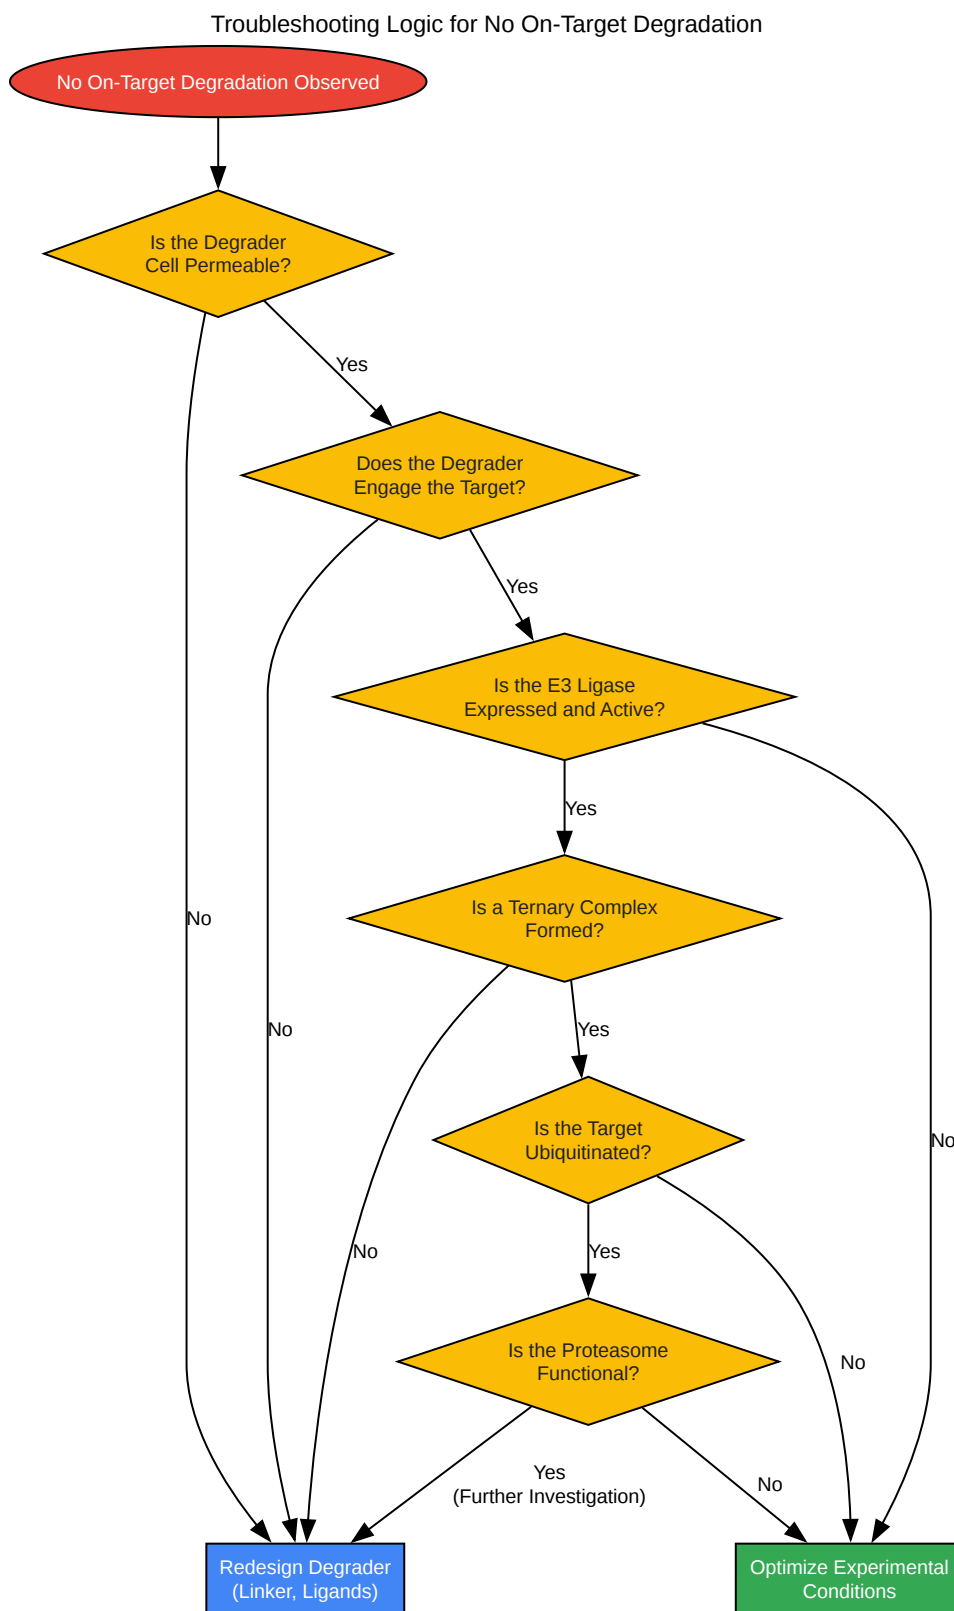 Troubleshooting Logic for No On-Target Degradation
No On-Target Degradation Observed
Is the Degrader
Cell Permeable?
Yes
Does the Degrader
Engage the Target?
Yes
Is the E3 Ligase
Expressed and Active?
Yes
Is a Ternary Complex
Formed?
No
No
Yes
Is the Target
Ubiquitinated?
No
No
Yes
Is the Proteasome
Functional?
No
Yes
(Further Investigation)
No
Redesign Degrader
(Linker, Ligands)
Optimize Experimental
Conditions